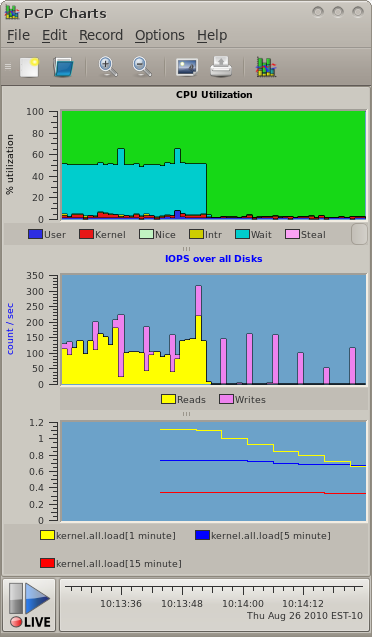 PCP Charts
File Edit Record Options Help
CPU Utilization
% utilization
100
80
60
40
20
0
User Kernel Nice Intr Wait Steal
IOPS over all Disks
count / sec
350
300
250
200
150
100
50
0
Reads Writes
1.2
1
0.8
0.6
0.4
0.2
0
kernel.all.load[1 minute] kernel.all.load[5 minute]
kernel.all.load[15 minute]
LIVE
10:13:36 10:13:48 10:14:00 10:14:12
Thu Aug 26 2010 EST-10